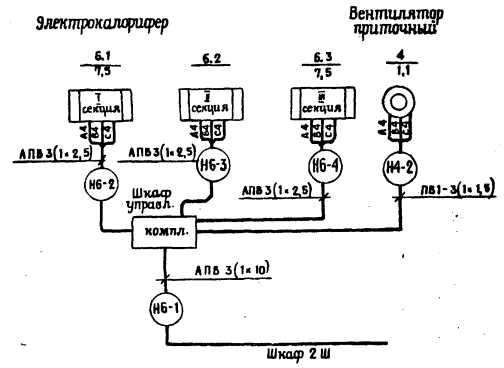 Электрокалорифер
Вентилятор
приточный
6.1
7,5
6.2
6.3
7,5
4
1,1
I
секция
II
секция
III
секция
А4 В4 С4
А4 В4 С4
А4 В4 С4
А4 В4 С4
АПВ 3(1×2,5)
АПВ 3(1×2,5)
Н6-2
Н6-3
Н6-4
Н4-2
АПВ 3(1×2,5)
ПВ1-3(1×1,5)
Шкаф
управл.
компл.
АПВ 3(1×10)
Н6-1
Шкаф 2 Ш